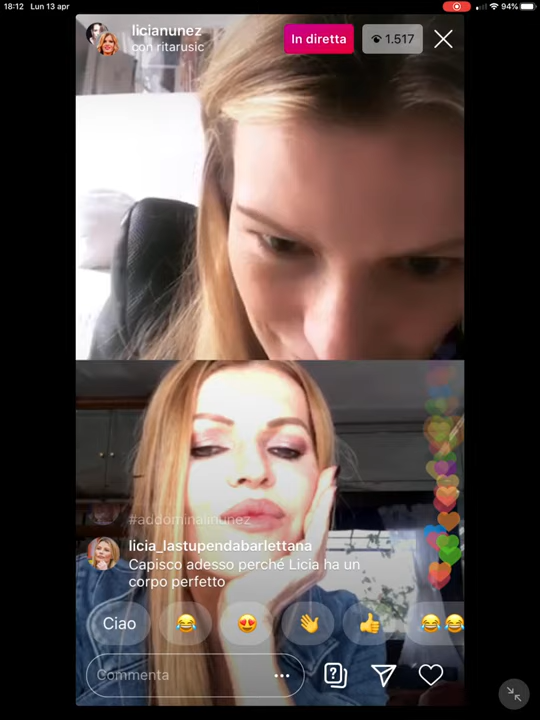 18:12 Lun 13 apr 94%
licianunez
con ritarusic
In diretta
1.517
#addominalinunez
licia_lastupendabarlettana
Capisco adesso perché Licia ha un
corpo perfetto
Ciao
Commenta